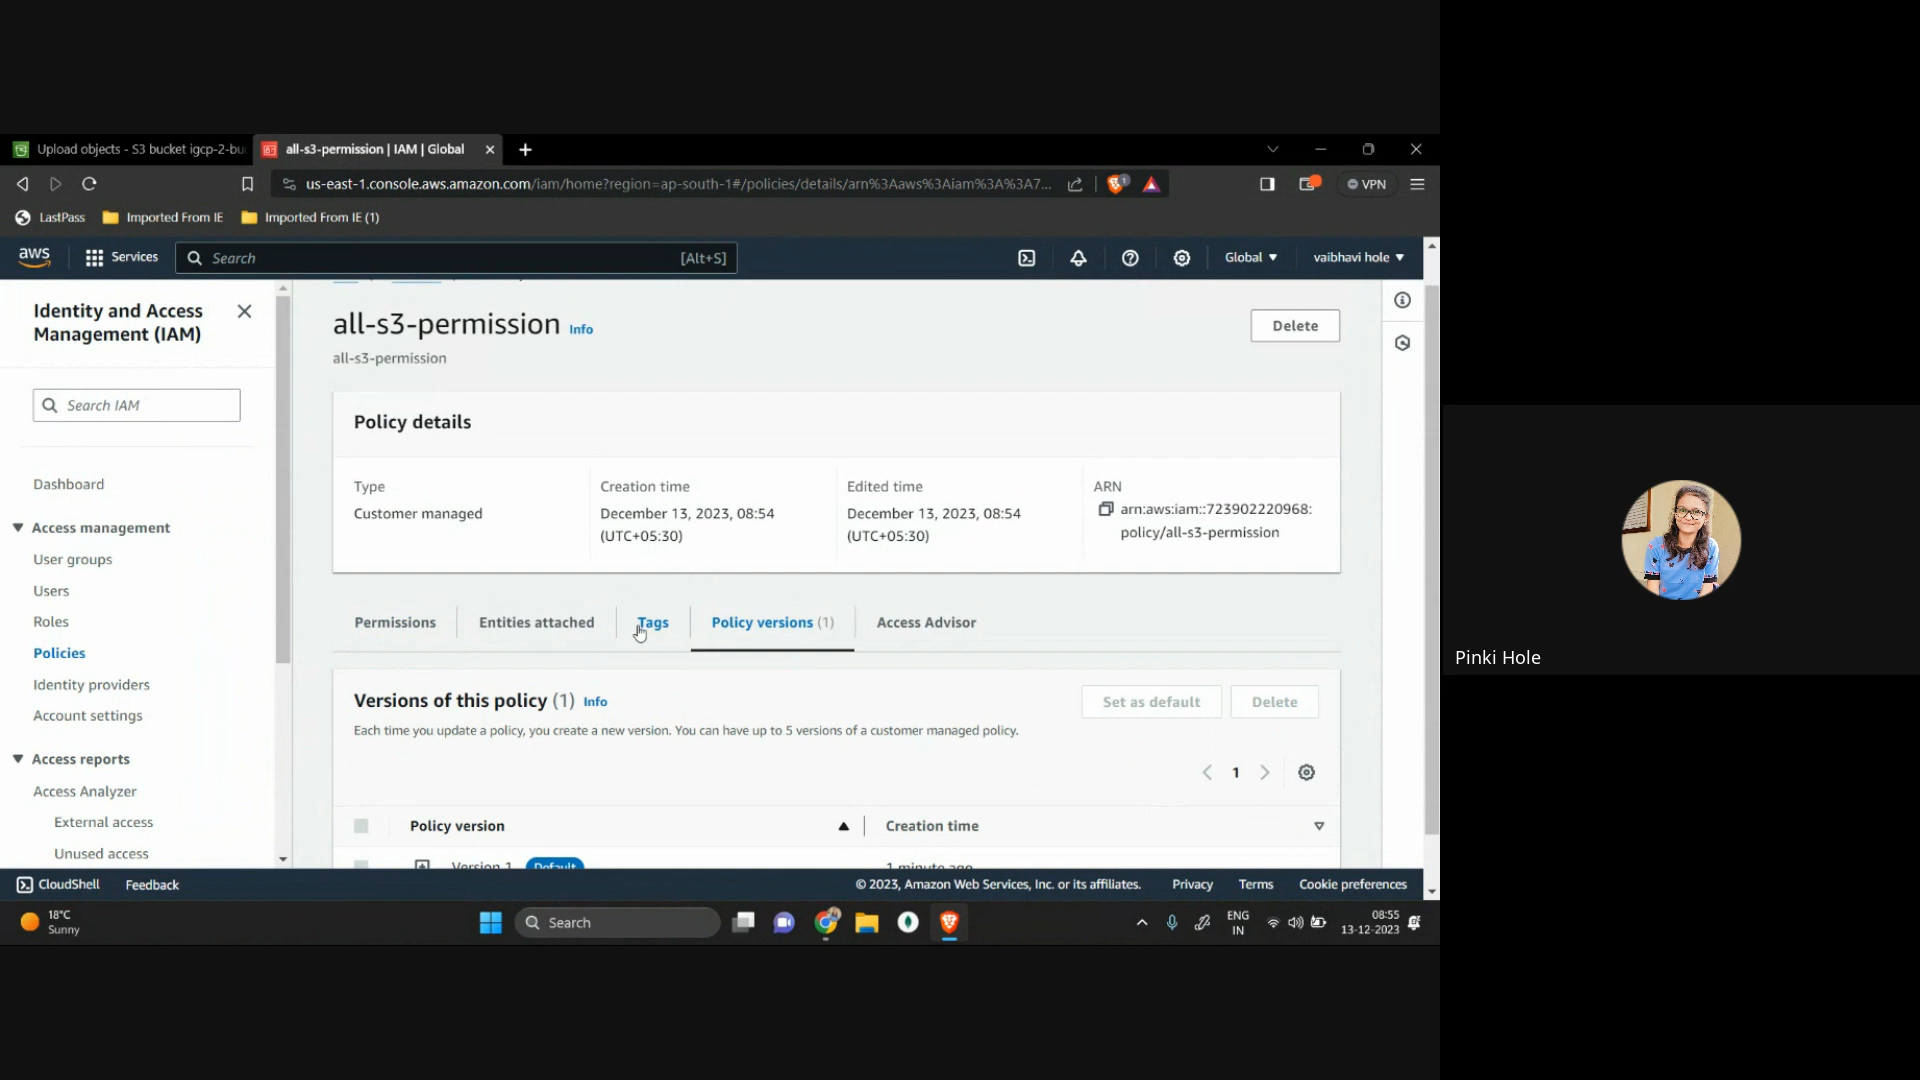 Upload objects - S3 bucket igcp-2-bu
all-s3-permission | IAM | Global
us-east-1.console.aws.amazon.com/iam/home?region=ap-south-1#/policies/details/arn%3Aaws%3Aiam%3A%3A7...
1
VPN
LastPass
Imported From IE
Imported From IE (1)
aws
Services
Search
[Alt+S]
Global
vaibhavi hole
Identity and Access
Management (IAM)
Search IAM
Dashboard
Access management
User groups
Users
Roles
Policies
Identity providers
Account settings
Access reports
Access Analyzer
External access
Unused access
all-s3-permission Info
Delete
all-s3-permission
Policy details
Type
Customer managed
Creation time
December 13, 2023, 08:54
(UTC+05:30)
Edited time
December 13, 2023, 08:54
(UTC+05:30)
ARN
arn:aws:iam::723902220968:
policy/all-s3-permission
Permissions
Entities attached
Tags
Policy versions (1)
Access Advisor
Versions of this policy (1) Info
Set as default
Delete
Each time you update a policy, you create a new version. You can have up to 5 versions of a customer managed policy.
1
Policy version
Creation time
Version 1
Default
1 minute ago
CloudShell
Feedback
© 2023, Amazon Web Services, Inc. or its affiliates.
Privacy
Terms
Cookie preferences
18°C
Sunny
Search
ENG
IN
08:55
13-12-2023
Pinki Hole